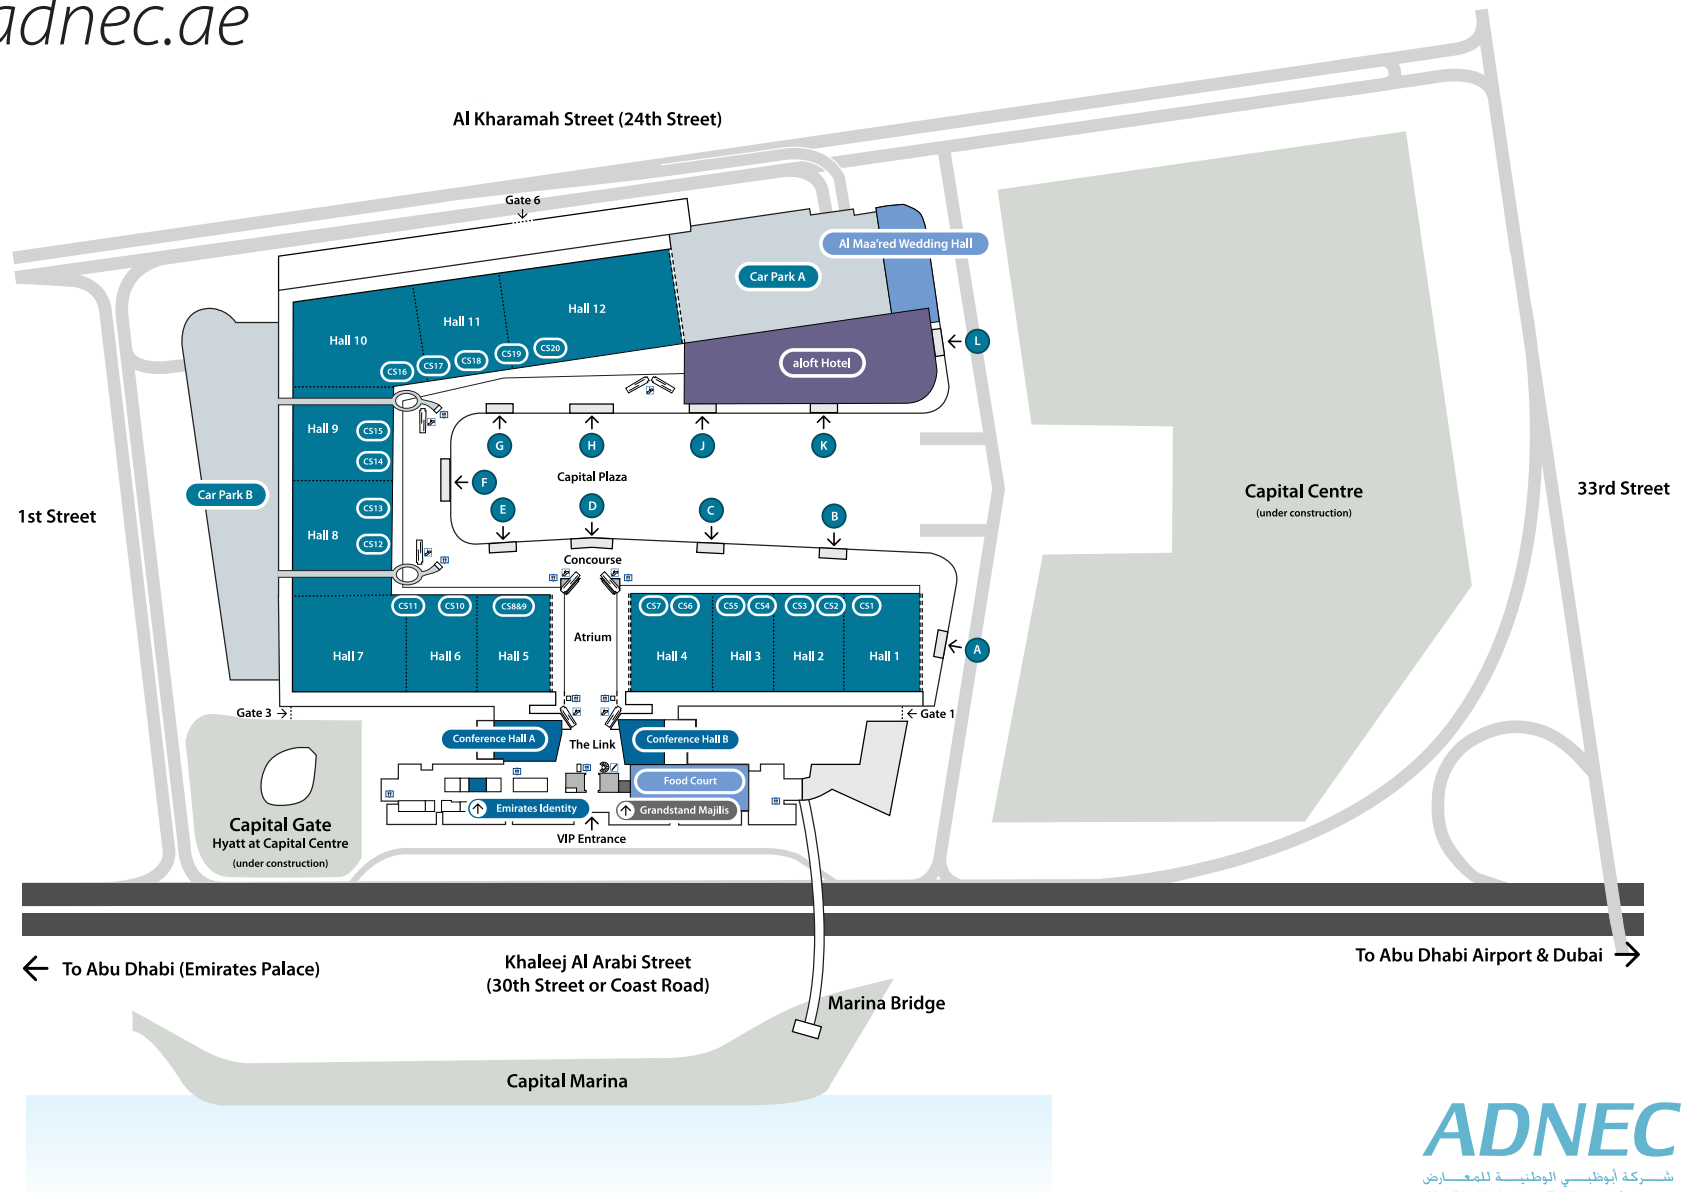 adnec.ae
Al Kharamah Street (24th Street)
Gate 6
Al Maa'red Wedding Hall
Car Park A
Hall 12
Hall 11
Hall 10
CS20
CS19
CS18
CS17
CS16
aloft Hotel
L
Hall 9
CS15
CS14
G
H
J
K
Capital Plaza
F
E
D
C
B
Car Park B
1st Street
Hall 8
CS13
CS12
Capital Centre
(under construction)
33rd Street
Concourse
CS11
CS10
CS8&9
CS7
CS6
CS5
CS4
CS3
CS2
CS1
Atrium
Hall 7
Hall 6
Hall 5
Hall 4
Hall 3
Hall 2
Hall 1
A
Gate 3
Gate 1
Conference Hall A
The Link
Conference Hall B
Food Court
Emirates Identity
Grandstand Majilis
VIP Entrance
Capital Gate
Hyatt at Capital Centre
(under construction)
To Abu Dhabi (Emirates Palace)
Khaleej Al Arabi Street
(30th Street or Coast Road)
To Abu Dhabi Airport & Dubai
Marina Bridge
Capital Marina
ADNEC
شركة أبوظبي الوطنية للمعارض